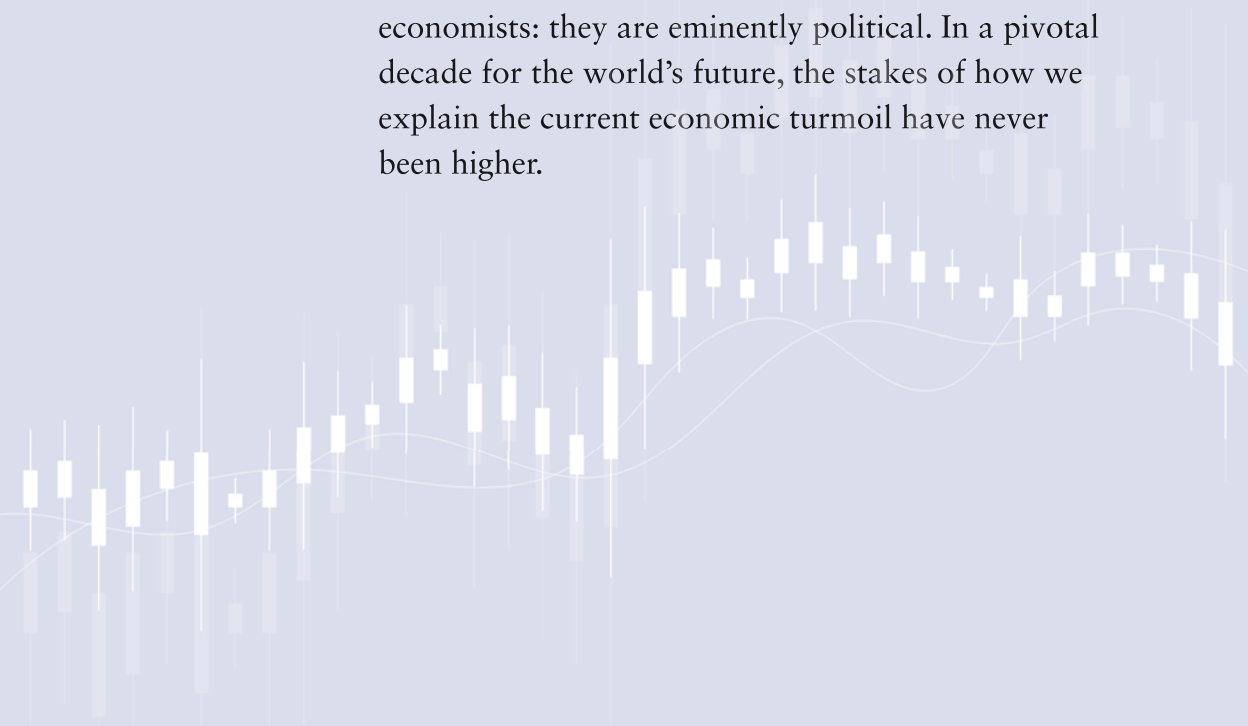 economists: they are eminently political. In a pivotal
decade for the world’s future, the stakes of how we
explain the current economic turmoil have never
been higher.